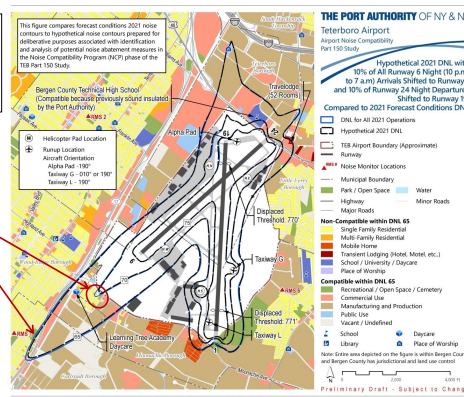 This figure compares forecast conditions 2021 noise
contours to hypothetical noise contours prepared for
deliberative purposes associated with identification
and analysis of potential noise abatement measures in
the Noise Compatibility Program (NCP) phase of the
TEB Part 150 Study.
Bergen County Technical High School
(Compatible because previously sound insulated
by the Port Authority)
Travelodge
(52 Rooms)
RMS 2
Alpha Pad
Helicopter Pad Location
Runup Location
Aircraft Orientation
Alpha Pad -190°
Taxiway G - 010° or 190°
Taxiway L - 190°
Little Ferry
Borough
Displaced
Threshold: 770'
Taxiway G
Displaced
Threshold: 771'
Taxiway L
Learning Tree Academy
Daycare
THE PORT AUTHORITY OF NY & N
Teterboro Airport
Airport Noise Compatibility
Part 150 Study
Hypothetical 2021 DNL wit
10% of All Runway 6 Night (10 p.m
to 7 a.m) Arrivals Shifted to Runway
and 10% of Runway 24 Night Departure
Shifted to Runway
Compared to 2021 Forecast Conditions DN
DNL for All 2021 Operations
Hypothetical 2021 DNL
TEB Airport Boundary (Approximate)
Runway
RMS
Noise Monitor Locations
Municipal Boundary
Park / Open Space
Water
Highway
Minor Roads
Major Roads
Non-Compatible within DNL 65
Single Family Residential
Multi-Family Residential
Mobile Home
Transient Lodging (Hotel, Motel, etc.,)
School / University / Daycare
Place of Worship
Compatible within DNL 65
Recreational / Open Space / Cemetery
Commercial Use
Manufacturing and Production
Public Use
Vacant / Undefined
School
Daycare
Library
Place of Worship
Note: Entire area depicted on the figure is within Bergen Coun
and Bergen County has jurisdictional and land use control
N
0
2,000
4,000 Ft
Preliminary Draft - Subject to Chang